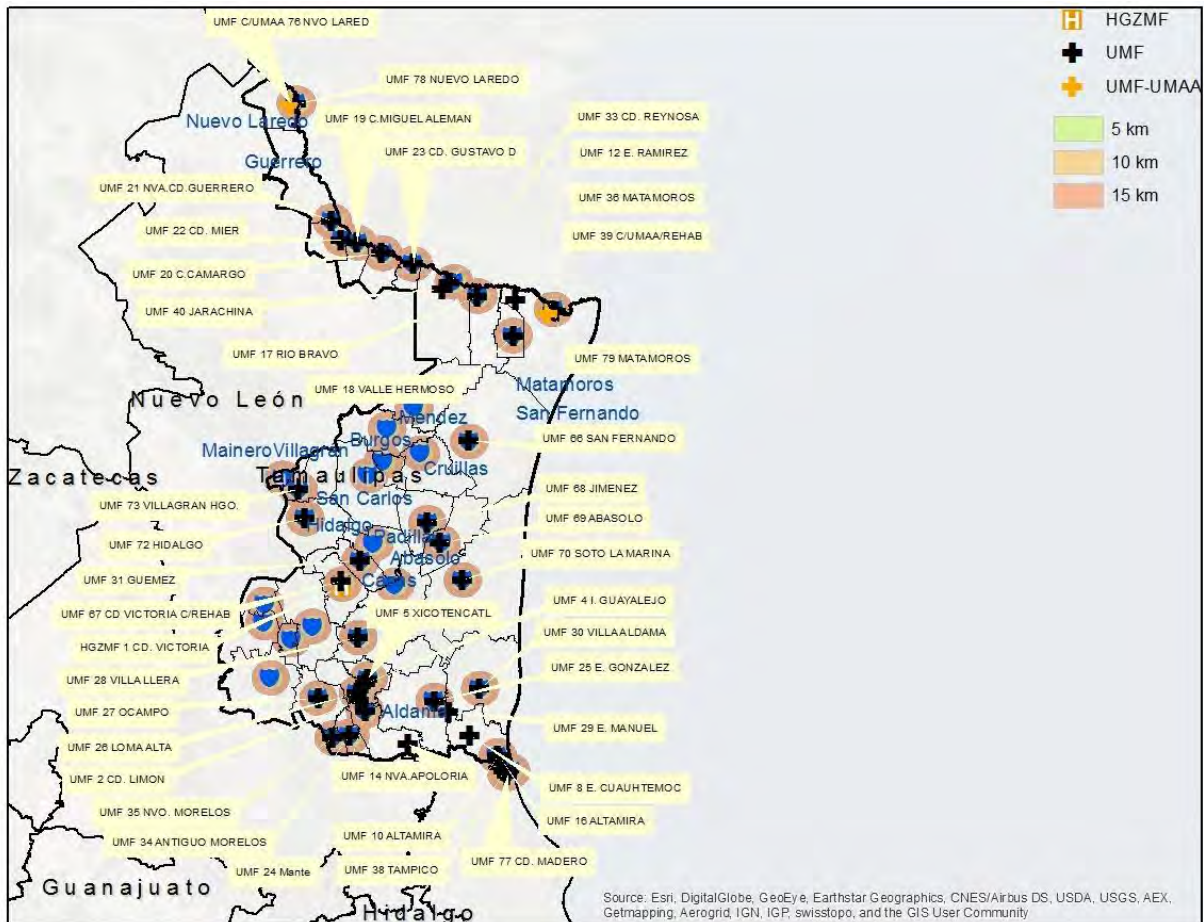 UMF C/UMAA 76 NVO LARED
HGZMF
UMF
UMF-UMAA
5 km
10 km
15 km
UMF 78 NUEVO LAREDO
Nuevo Laredo
UMF 19 C.MIGUEL ALEMAN
UMF 33 CD. REYNOSA
UMF 23 CD. GUSTAVO D
UMF 12 E. RAMIREZ
Guerrero
UMF 21 NVA.CD.GUERRERO
UMF 36 MATAMOROS
UMF 22 CD. MIER
UMF 39 C/UMAA/REHAB
UMF 20 C.CAMARGO
UMF 40 JARACHINA
UMF 17 RIO BRAVO
UMF 79 MATAMOROS
UMF 18 VALLE HERMOSO
Matamoros
Nuevo León
San Fernando
Mendez
Burgos
UMF 66 SAN FERNANDO
Mainero
Villagran
Cruillas
Zacatecas
Tamaulipas
San Carlos
UMF 68 JIMENEZ
UMF 73 VILLAGRAN HGO.
UMF 69 ABASOLO
Hidalgo
Padilla
UMF 72 HIDALGO
Abasolo
UMF 70 SOTO LA MARINA
UMF 31 GUEMEZ
Casas
UMF 67 CD VICTORIA C/REHAB
UMF 5 XICOTENCATL
UMF 4 I. GUAYALEJO
UMF 30 VILLA ALDAMA
HGZMF 1 CD. VICTORIA
UMF 25 E. GONZALEZ
UMF 28 VILLA LLERA
UMF 27 OCAMPO
Aldama
UMF 29 E. MANUEL
UMF 26 LOMA ALTA
UMF 2 CD. LIMON
UMF 14 NVA.APOLORIA
UMF 8 E. CUAUHTEMOC
UMF 35 NVO. MORELOS
UMF 16 ALTAMIRA
UMF 34 ANTIGUO MORELOS
UMF 10 ALTAMIRA
UMF 77 CD. MADERO
UMF 24 Mante
UMF 38 TAMPICO
Guanajuato
Hidalgo
Source: Esri, DigitalGlobe, GeoEye, Earthstar Geographics, CNES/Airbus DS, USDA, USGS, AEX,
Getmapping, Aerogrid, IGN, IGP, swisstopo, and the GIS User Community